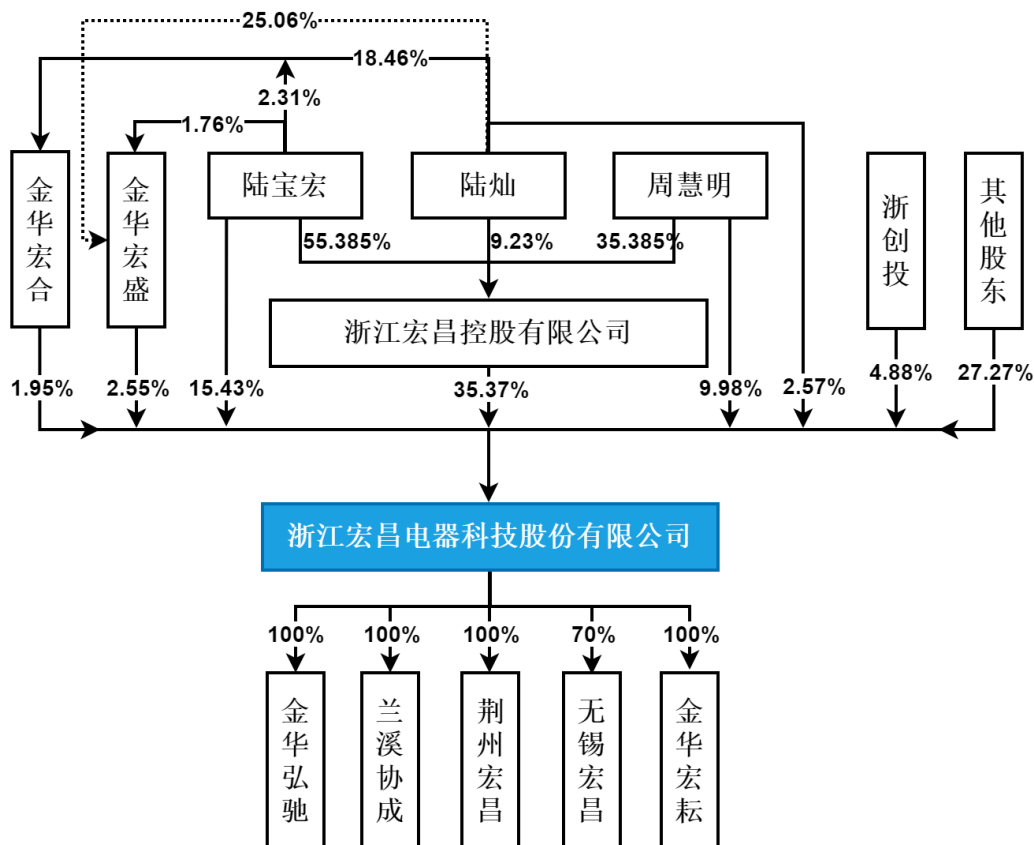 25.06%
18.46%
2.31%
1.76%
金华宏合
金华宏盛
陆宝宏
陆灿
周慧明
浙创投
其他股东
55.385%
9.23%
35.385%
浙江宏昌控股有限公司
1.95%
2.55%
15.43%
35.37%
9.98%
2.57%
4.88%
27.27%
浙江宏昌电器科技股份有限公司
100%
100%
100%
70%
100%
金华弘驰
兰溪协成
荆州宏昌
无锡宏昌
金华宏耘